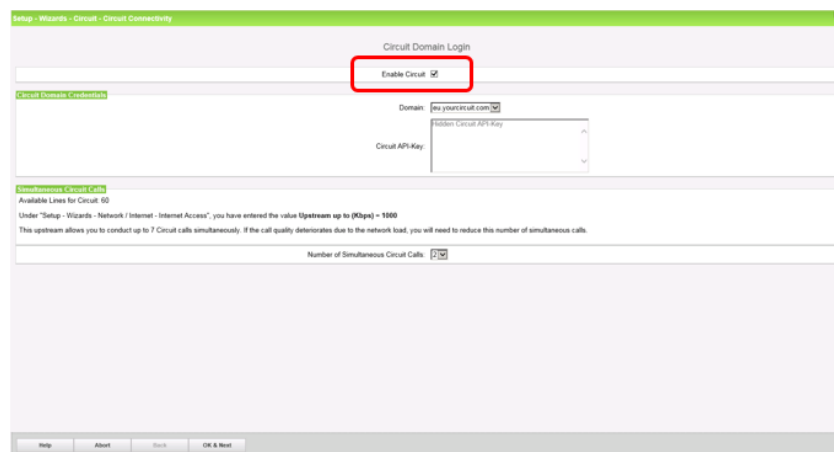 Setup - Wizards - Circuit - Circuit Connectivity
Circuit Domain Login
Enable Circuit
Circuit Domain Credentials
Domain: eu.yourcircuit.com
Hidden Circuit API-Key
Circuit API-Key:
Simultaneous Circuit Calls
Available Lines for Circuit: 60
Under "Setup - Wizards - Network / Internet - Internet Access", you have entered the value Upstream up to (Kbps) = 1000
This upstream allows you to conduct up to 7 Circuit calls simultaneously. If the call quality deteriorates due to the network load, you will need to reduce this number of simultaneous calls.
Number of Simultaneous Circuit Calls: 2
Help Abort Back OK & Next